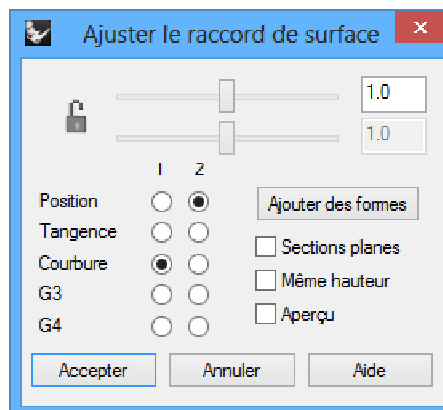 Ajuster le raccord de surface
1.0
1.0
1 2
Position
Tangence
Courbure
G3
G4
Ajouter des formes
Sections planes
Même hauteur
Aperçu
Accepter Annuler Aide